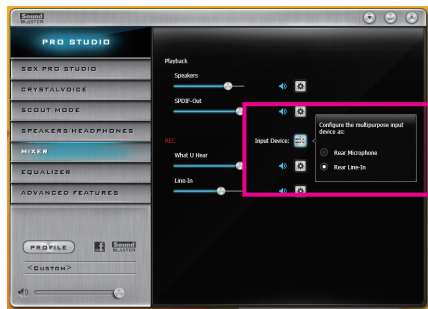 Sound
BLASTER
PRO STUDIO
SBX PRO STUDIO
CRYSTALVOICE
SCOUT MODE
SPEAKERS/HEADPHONES
MIXER
EQUALIZER
ADVANCED FEATURES
PROFILE
f
Sound
BLASTER
<CUSTOM>
Playback
Speakers
SPDIF-Out
REC
Input Device:
What U Hear
Line-In
Configure the multipurpose input
device as:
Rear Microphone
Rear Line-In